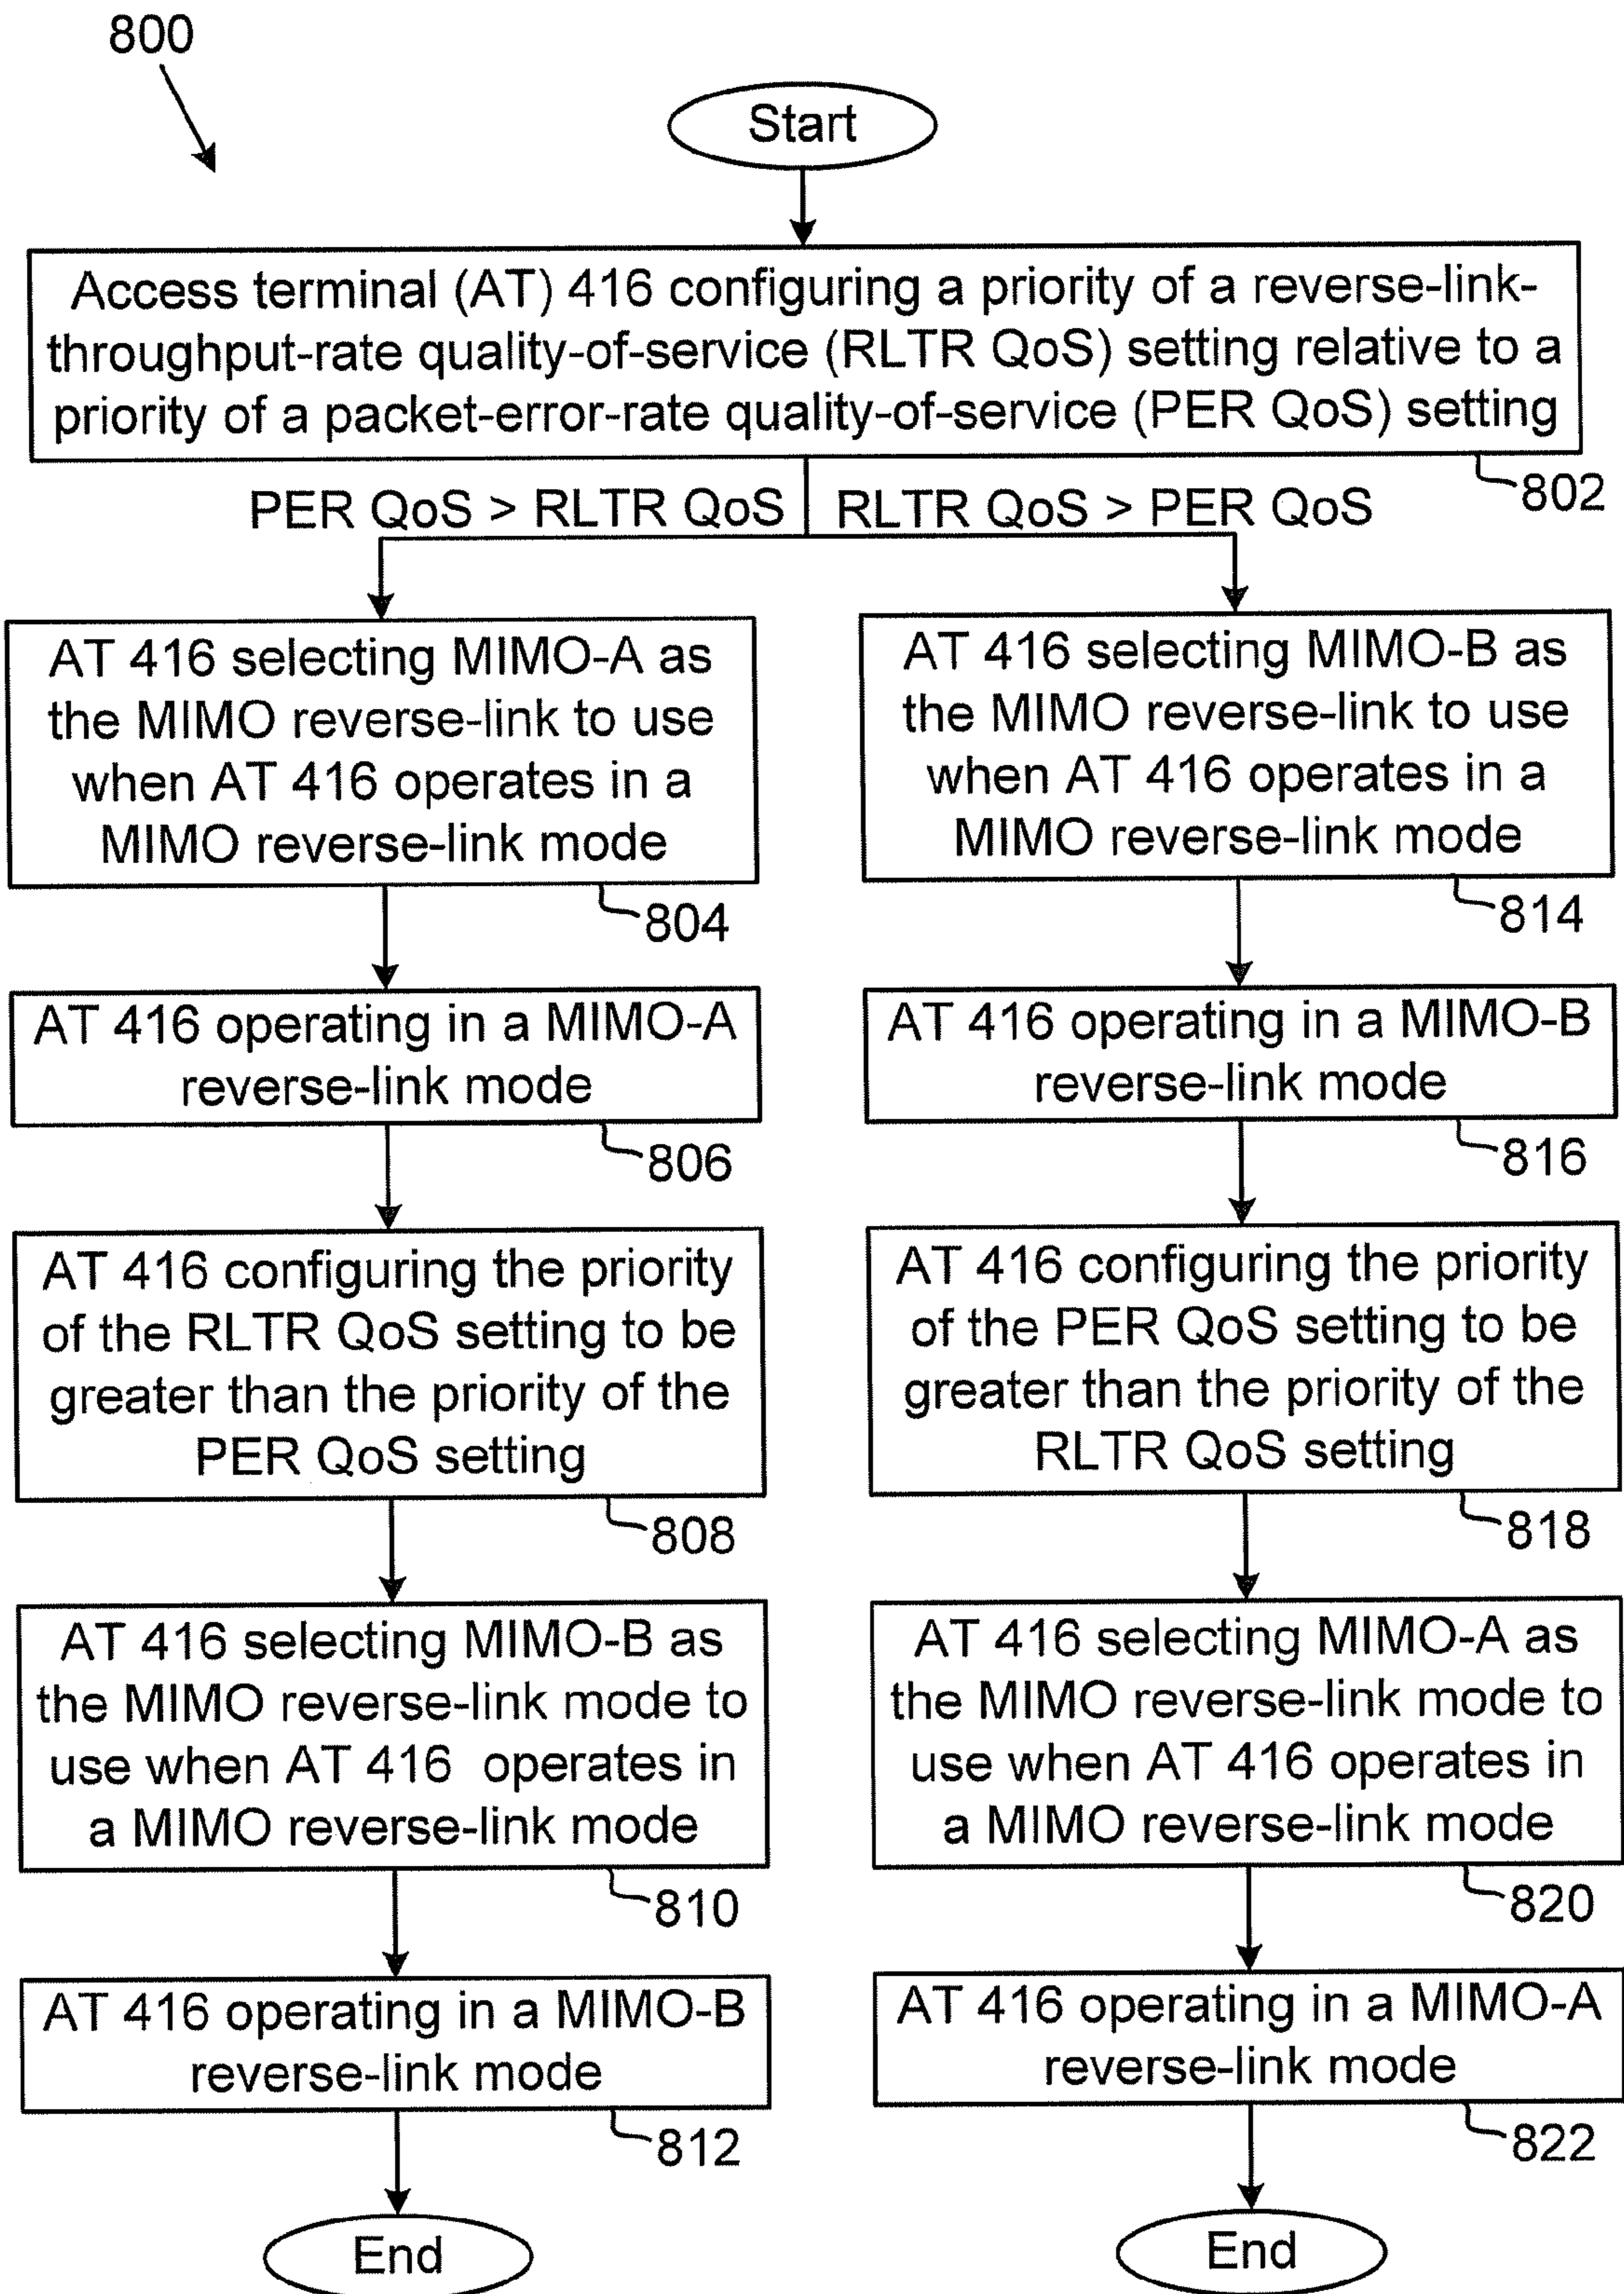 800
Start
Access terminal (AT) 416 configuring a priority of a reverse-link-
throughput-rate quality-of-service (RLTR QoS) setting relative to a
priority of a packet-error-rate quality-of-service (PER QoS) setting
802
PER QoS > RLTR QoS
RLTR QoS > PER QoS
AT 416 selecting MIMO-A as
the MIMO reverse-link to use
when AT 416 operates in a
MIMO reverse-link mode
804
AT 416 operating in a MIMO-A
reverse-link mode
806
AT 416 configuring the priority
of the RLTR QoS setting to be
greater than the priority of the
PER QoS setting
808
AT 416 selecting MIMO-B as
the MIMO reverse-link mode to
use when AT 416 operates in
a MIMO reverse-link mode
810
AT 416 operating in a MIMO-B
reverse-link mode
812
End
AT 416 selecting MIMO-B as
the MIMO reverse-link to use
when AT 416 operates in a
MIMO reverse-link mode
814
AT 416 operating in a MIMO-B
reverse-link mode
816
AT 416 configuring the priority
of the PER QoS setting to be
greater than the priority of the
RLTR QoS setting
818
AT 416 selecting MIMO-A as
the MIMO reverse-link mode to
use when AT 416 operates in
a MIMO reverse-link mode
820
AT 416 operating in a MIMO-A
reverse-link mode
822
End